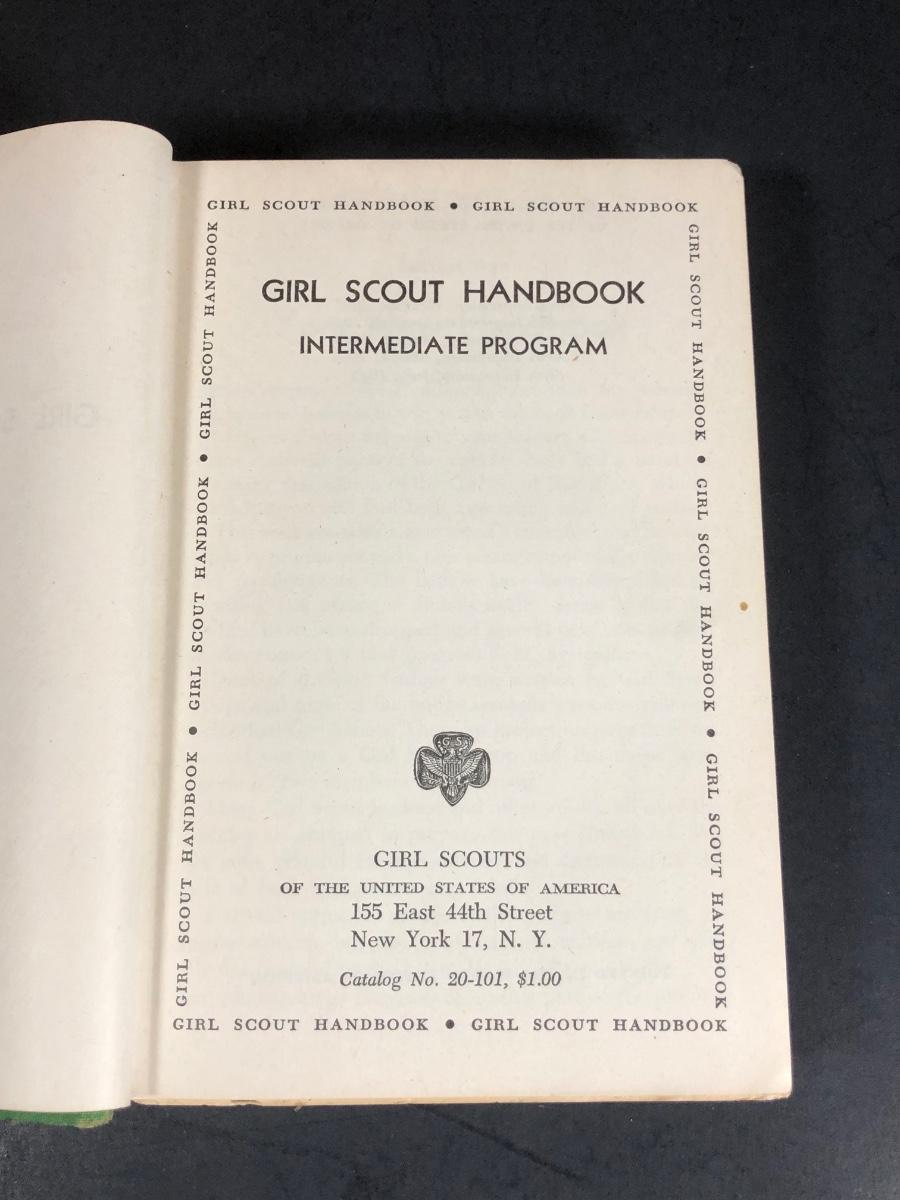 GIRL SCOUT HANDBOOK • GIRL SCOUT HANDBOOK
GIRL SCOUT HANDBOOK • GIRL SCOUT HANDBOOK • GIRL SCOUT HANDBOOK
GIRL SCOUT HANDBOOK
INTERMEDIATE PROGRAM
G S
GIRL SCOUTS
OF THE UNITED STATES OF AMERICA
155 East 44th Street
New York 17, N. Y.
Catalog No. 20-101, $1.00
GIRL SCOUT HANDBOOK • GIRL SCOUT HANDBOOK • GIRL SCOUT HANDBOOK
GIRL SCOUT HANDBOOK • GIRL SCOUT HANDBOOK